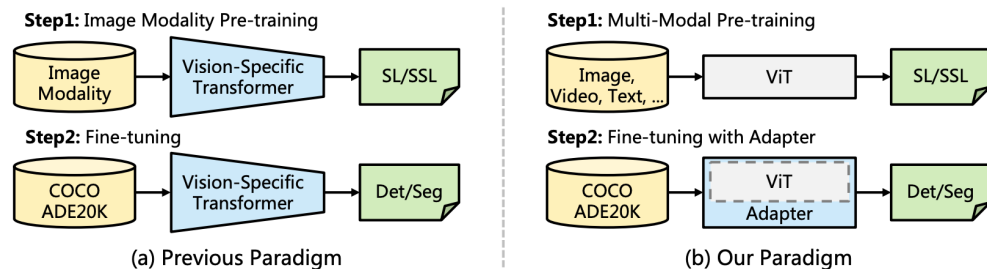 Step1: Image Modality Pre-training
Image
Modality
Vision-Specific
Transformer
SL/SSL
Step2: Fine-tuning
COCO
ADE20K
Vision-Specific
Transformer
Det/Seg
(a) Previous Paradigm
Step1: Multi-Modal Pre-training
Image,
Video, Text, ...
ViT
SL/SSL
Step2: Fine-tuning with Adapter
COCO
ADE20K
ViT
Adapter
Det/Seg
(b) Our Paradigm